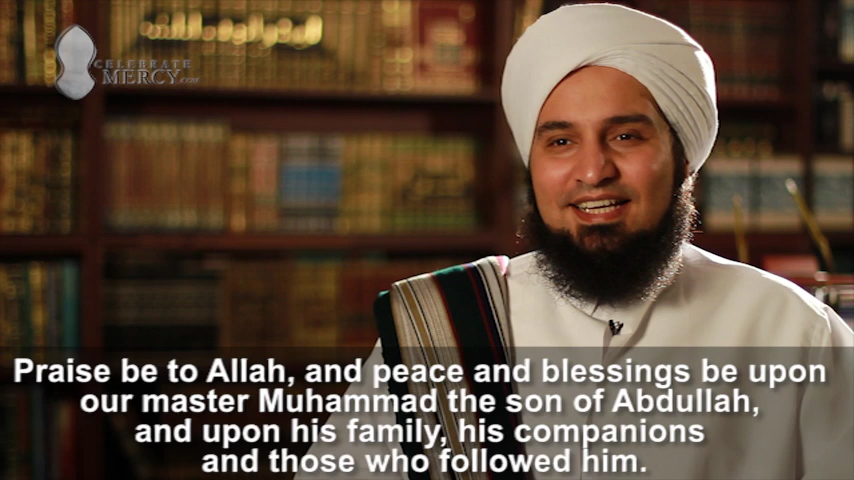 CELEBRATE
MERCY.COM
Praise be to Allah, and peace and blessings be upon
our master Muhammad the son of Abdullah,
and upon his family, his companions
and those who followed him.